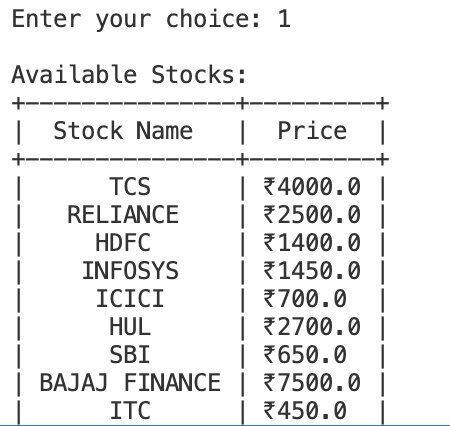 Enter your choice: 1
Available Stocks:
+----------------+----------+
|   Stock Name   |  Price   |
+----------------+----------+
|      TCS       | ₹4000.0  |
|    RELIANCE    | ₹2500.0  |
|      HDFC      | ₹1400.0  |
|    INFOSYS     | ₹1450.0  |
|     ICICI      | ₹700.0   |
|      HUL       | ₹2700.0  |
|      SBI       | ₹650.0   |
| BAJAJ FINANCE  | ₹7500.0  |
|      ITC       | ₹450.0   |